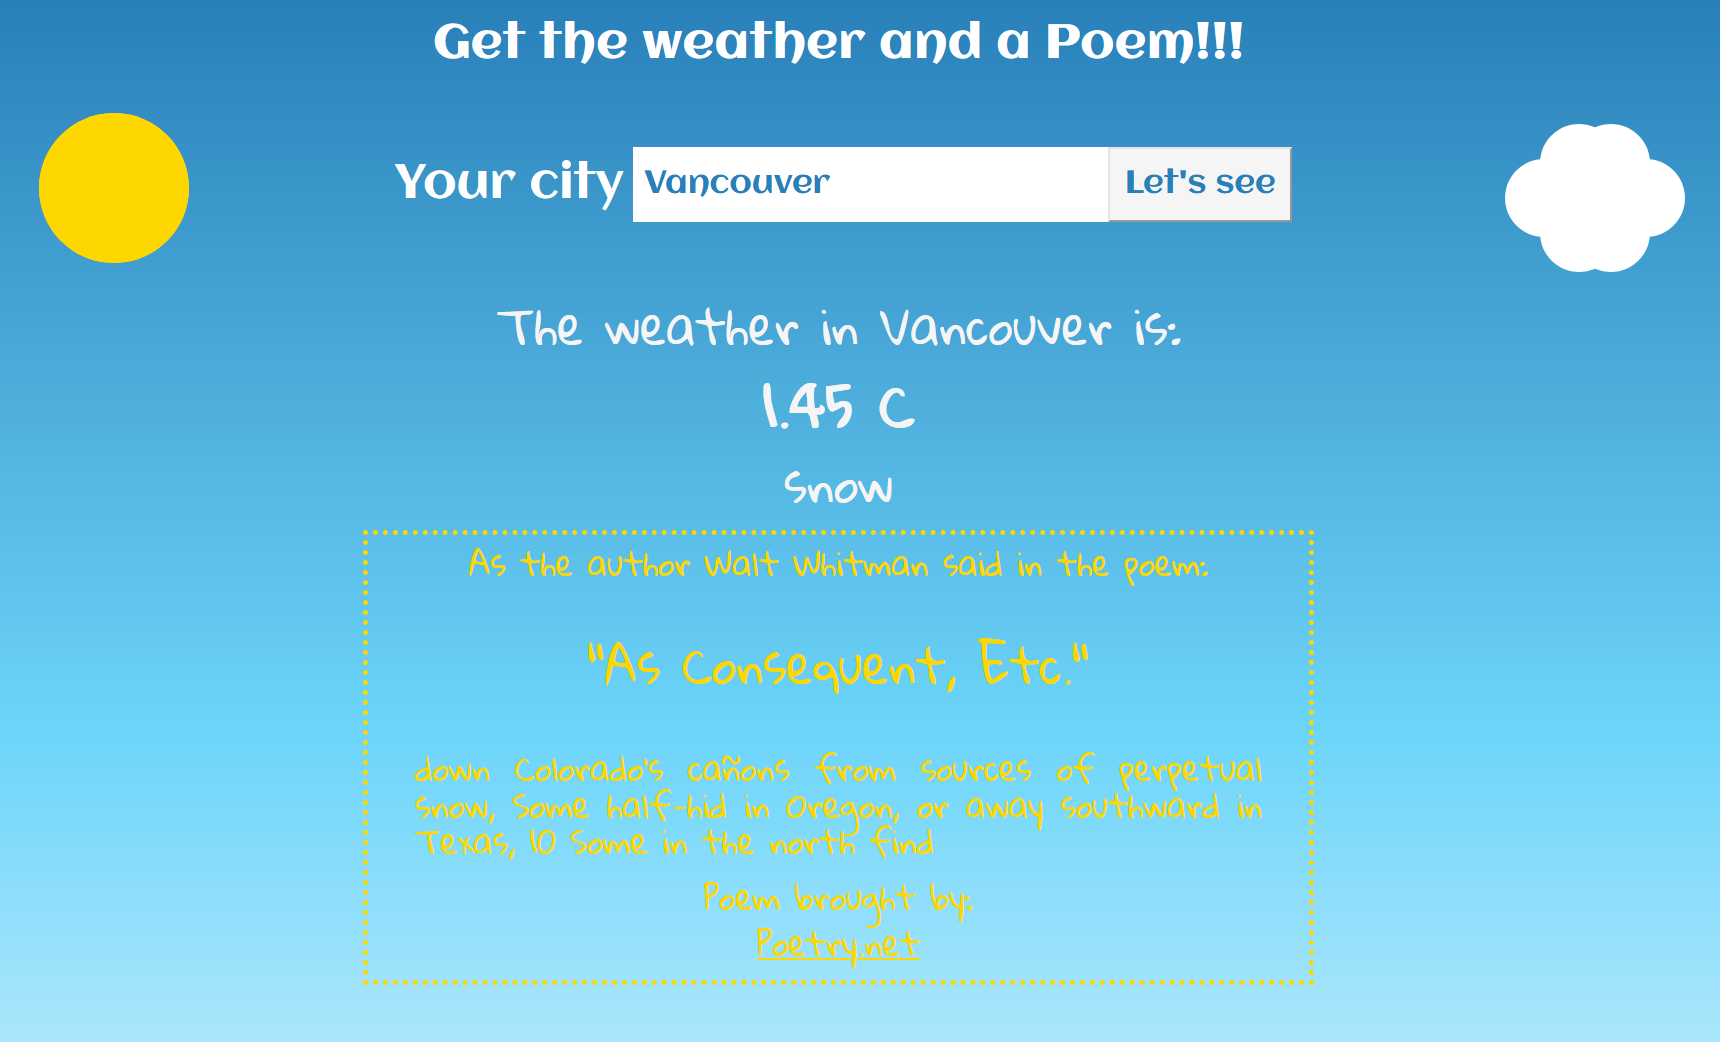 Get the weather and a Poem!!!
Your city Vancouver Let's see
The weather in Vancouver is:
1.45 C
Snow
As the author Walt Whitman said in the poem:
"As Consequent, Etc."
down Colorado's cañons from sources of perpetual
snow, Some half-hid in Oregon, or away southward in
Texas, 10 Some in the north find
Poem brought by:
Poetry.net